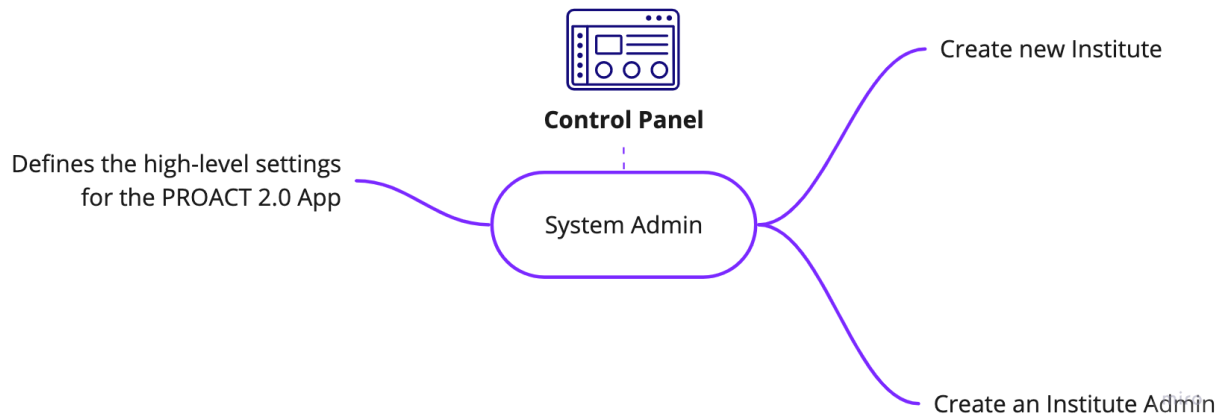 Create new Institute
Control Panel
Defines the high-level settings
for the PROACT 2.0 App
System Admin
Create an Institute Admin
miro